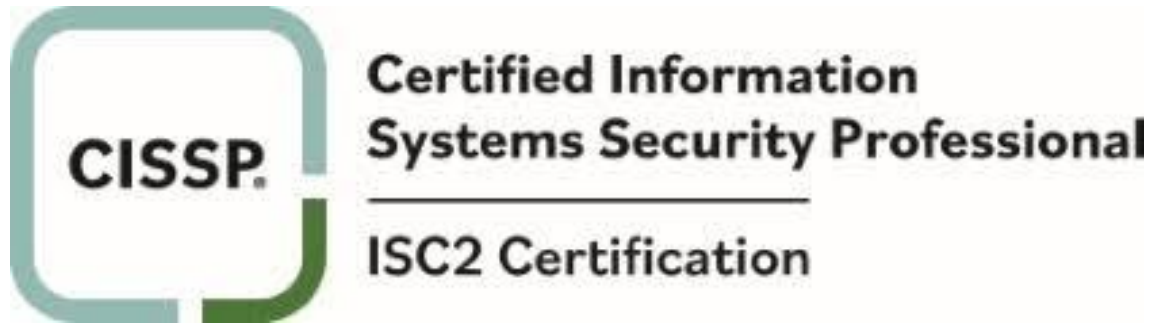 CISSP®
Certified Information
Systems Security Professional
ISC2 Certification